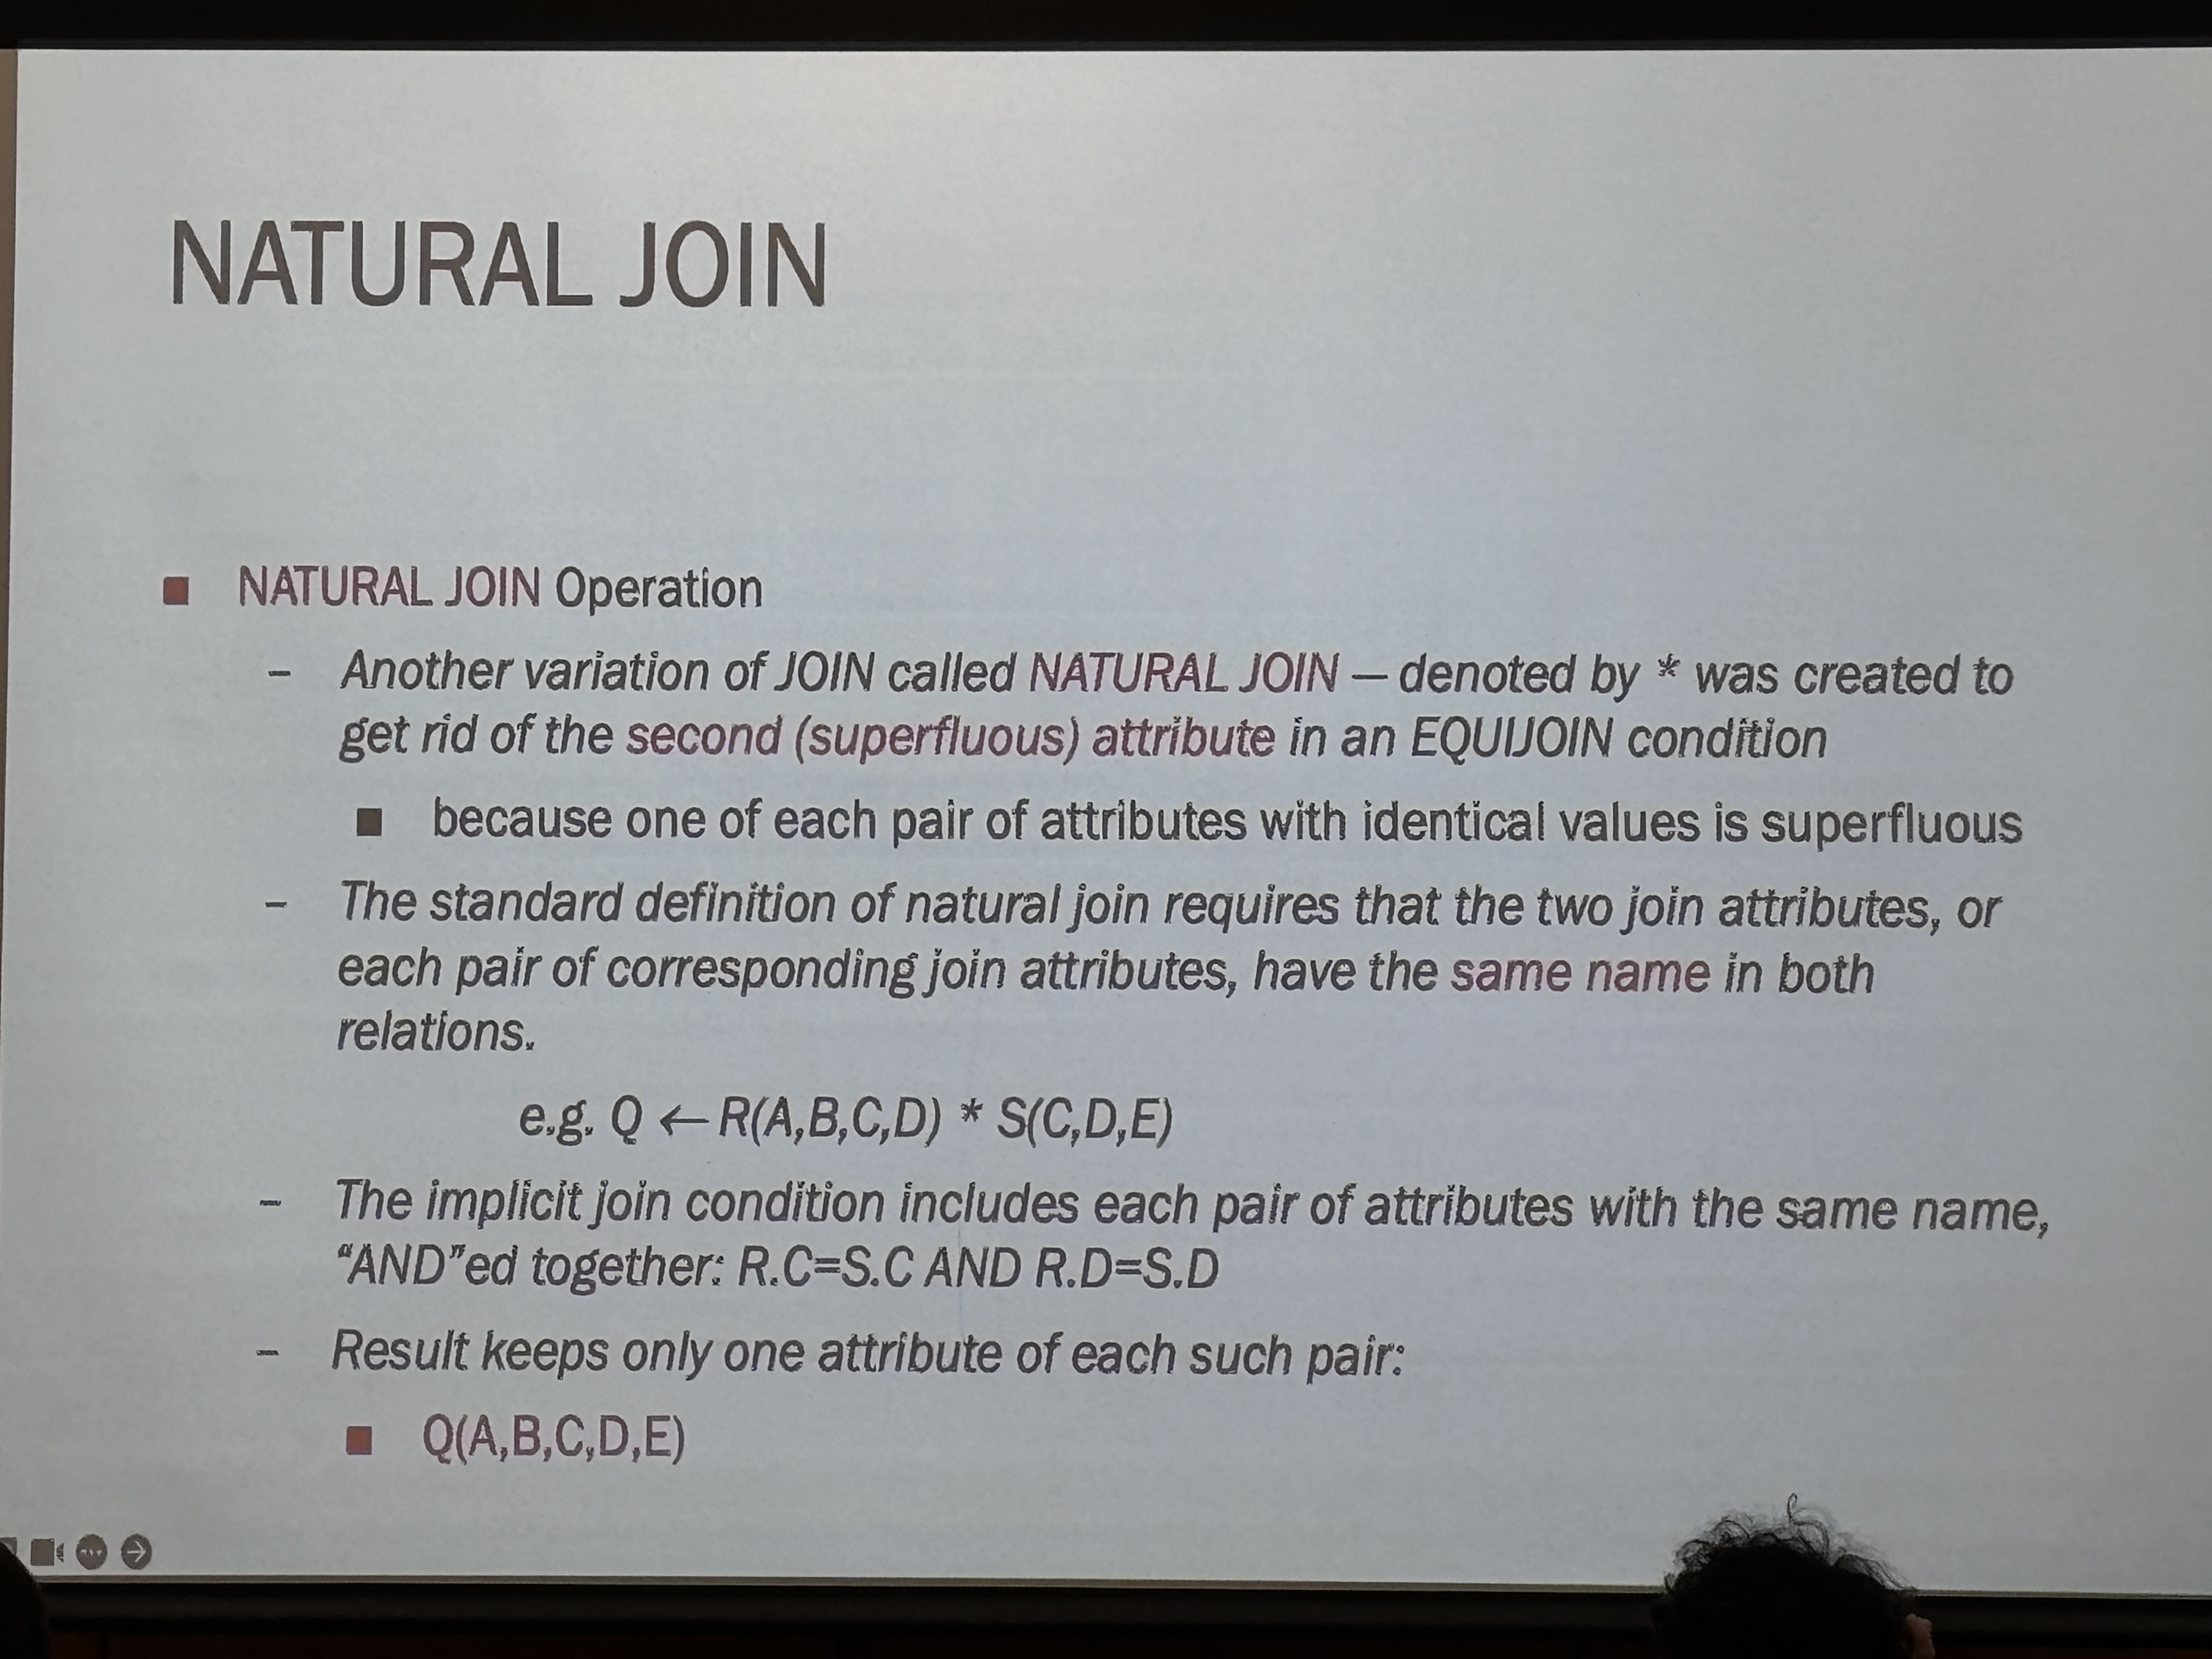 NATURAL JOIN
■ NATURAL JOIN Operation
– Another variation of JOIN called NATURAL JOIN – denoted by * was created to
get rid of the second (superfluous) attribute in an EQUIJOIN condition
■ because one of each pair of attributes with identical values is superfluous
– The standard definition of natural join requires that the two join attributes, or
each pair of corresponding join attributes, have the same name in both
relations.
e.g. Q ← R(A,B,C,D) * S(C,D,E)
– The implicit join condition includes each pair of attributes with the same name,
“AND”ed together: R.C=S.C AND R.D=S.D
– Result keeps only one attribute of each such pair:
■ Q(A,B,C,D,E)